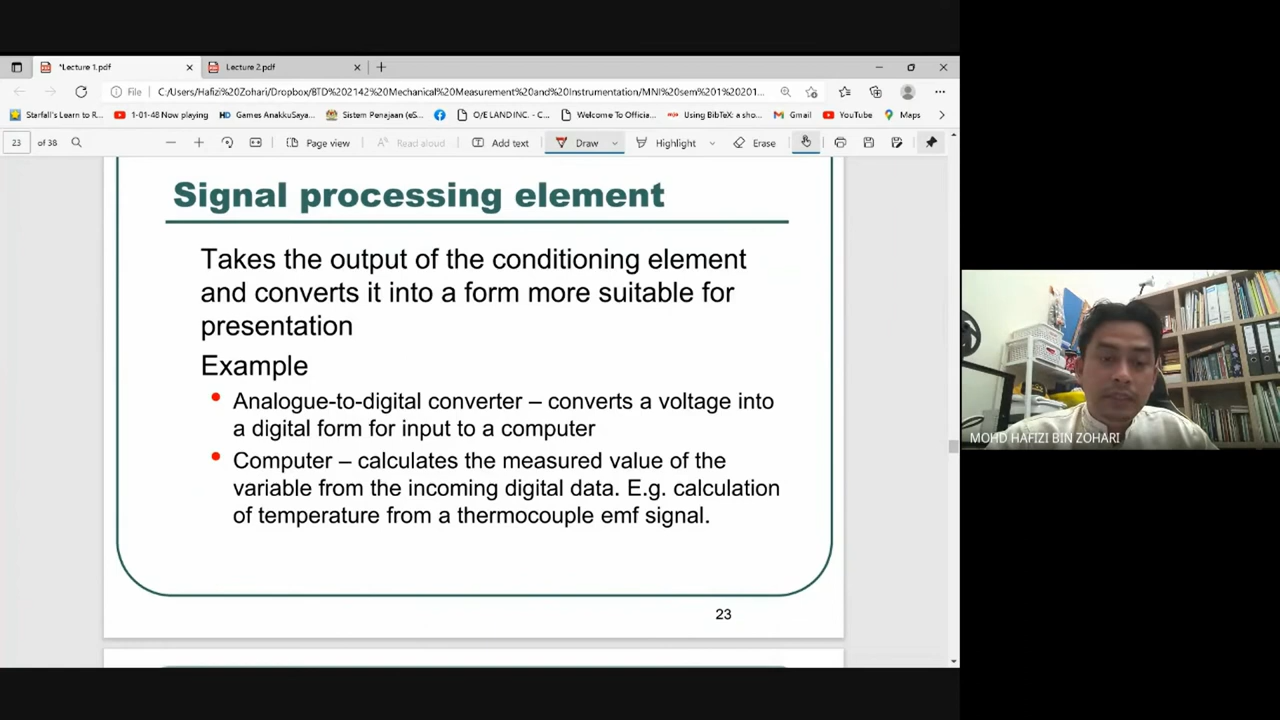 *Lecture 1.pdf
Lecture 2.pdf
File
C:/Users/Hafizi%20Zohari/Dropbox/BTD%202142%20Mechanical%20Measurement%20and%20Instrumentation/MNI%20sem%201%20201...
Starfall's Learn to R...
1-01-48 Now playing
Games AnakkuSaya...
Sistem Penajaan (eS...
O/E LAND INC. - C...
Welcome To Officia...
Using BibTeX: a sho...
Gmail
YouTube
Maps
23 of 38
Page view
Read aloud
Add text
Draw
Highlight
Erase
Signal processing element
Takes the output of the conditioning element
and converts it into a form more suitable for
presentation
Example
• Analogue-to-digital converter – converts a voltage into
a digital form for input to a computer
• Computer – calculates the measured value of the
variable from the incoming digital data. E.g. calculation
of temperature from a thermocouple emf signal.
23
MOHD HAFIZI BIN ZOHARI